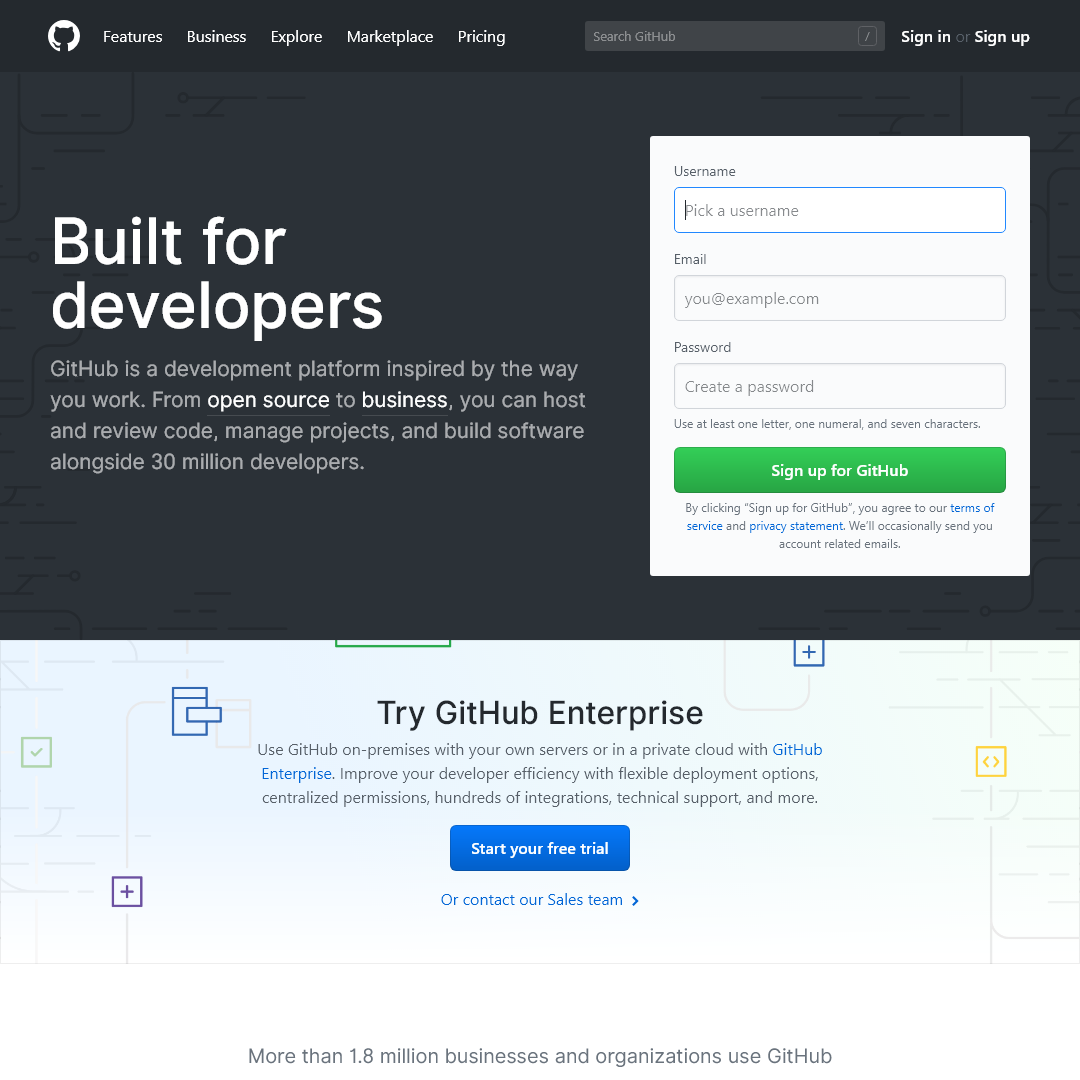 Features Business Explore Marketplace Pricing Search GitHub / Sign in or Sign up
Built for
developers
GitHub is a development platform inspired by the way
you work. From open source to business, you can host
and review code, manage projects, and build software
alongside 30 million developers.
Username
Pick a username
Email
you@example.com
Password
Create a password
Use at least one letter, one numeral, and seven characters.
Sign up for GitHub
By clicking “Sign up for GitHub”, you agree to our terms of
service and privacy statement. We’ll occasionally send you
account related emails.
Try GitHub Enterprise
Use GitHub on-premises with your own servers or in a private cloud with GitHub
Enterprise. Improve your developer efficiency with flexible deployment options,
centralized permissions, hundreds of integrations, technical support, and more.
Start your free trial
Or contact our Sales team
More than 1.8 million businesses and organizations use GitHub